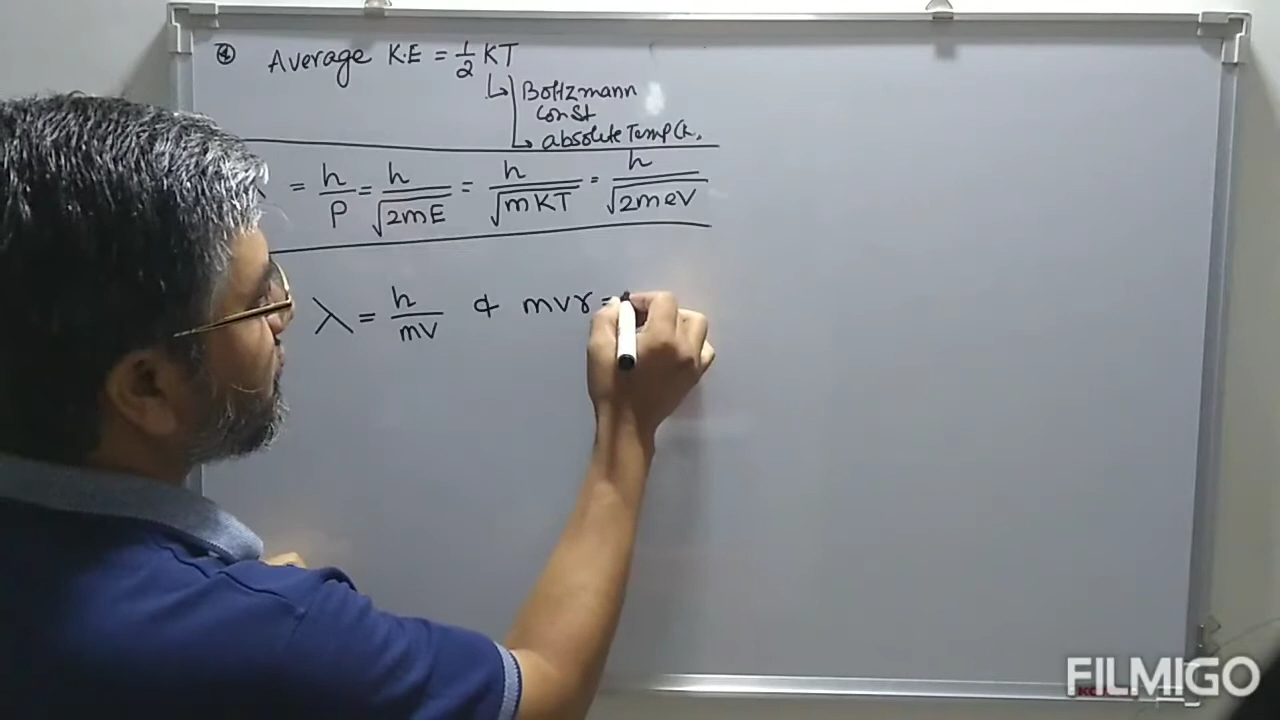 ④ Average K.E = 1/2 KT
↳ Boltzmann
const
↳ absolute Temp(K.
= h/P = h/√2mE = h/√mKT = h/√2meV
λ = h/mv & mvr =
FILMIGO